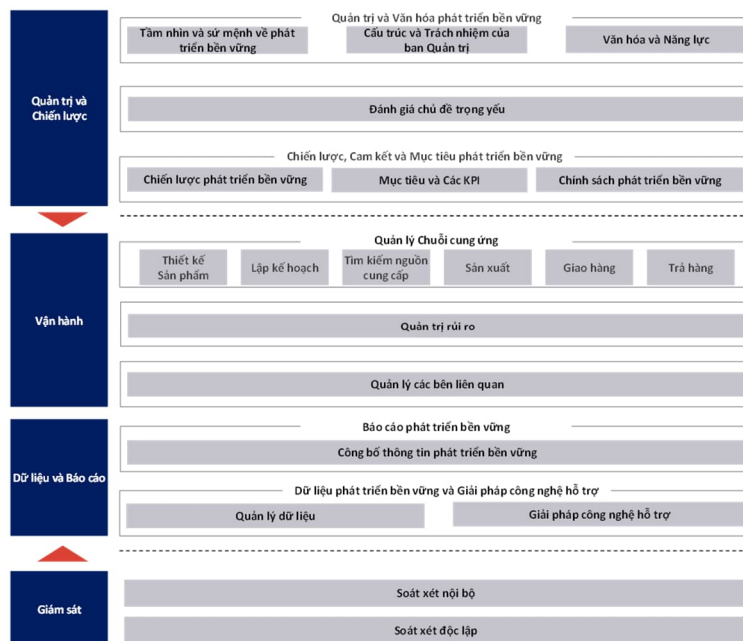 Quản trị và Văn hóa phát triển bền vững
Tầm nhìn và sứ mệnh về phát
triển bền vững
Cấu trúc và Trách nhiệm của
ban Quản trị
Văn hóa và Năng lực
Quản trị và
Chiến lược
Đánh giá chủ đề trọng yếu
Chiến lược, Cam kết và Mục tiêu phát triển bền vững
Chiến lược phát triển bền vững
Mục tiêu và Các KPI
Chính sách phát triển bền vững
Quản lý Chuỗi cung ứng
Thiết kế
Sản phẩm
Lập kế hoạch
Tìm kiếm nguồn
cung cấp
Sản xuất
Giao hàng
Trả hàng
Vận hành
Quản trị rủi ro
Quản lý các bên liên quan
Báo cáo phát triển bền vững
Công bố thông tin phát triển bền vững
Dữ liệu và Báo cáo
Dữ liệu phát triển bền vững và Giải pháp công nghệ hỗ trợ
Quản lý dữ liệu
Giải pháp công nghệ hỗ trợ
Giám sát
Soát xét nội bộ
Soát xét độc lập